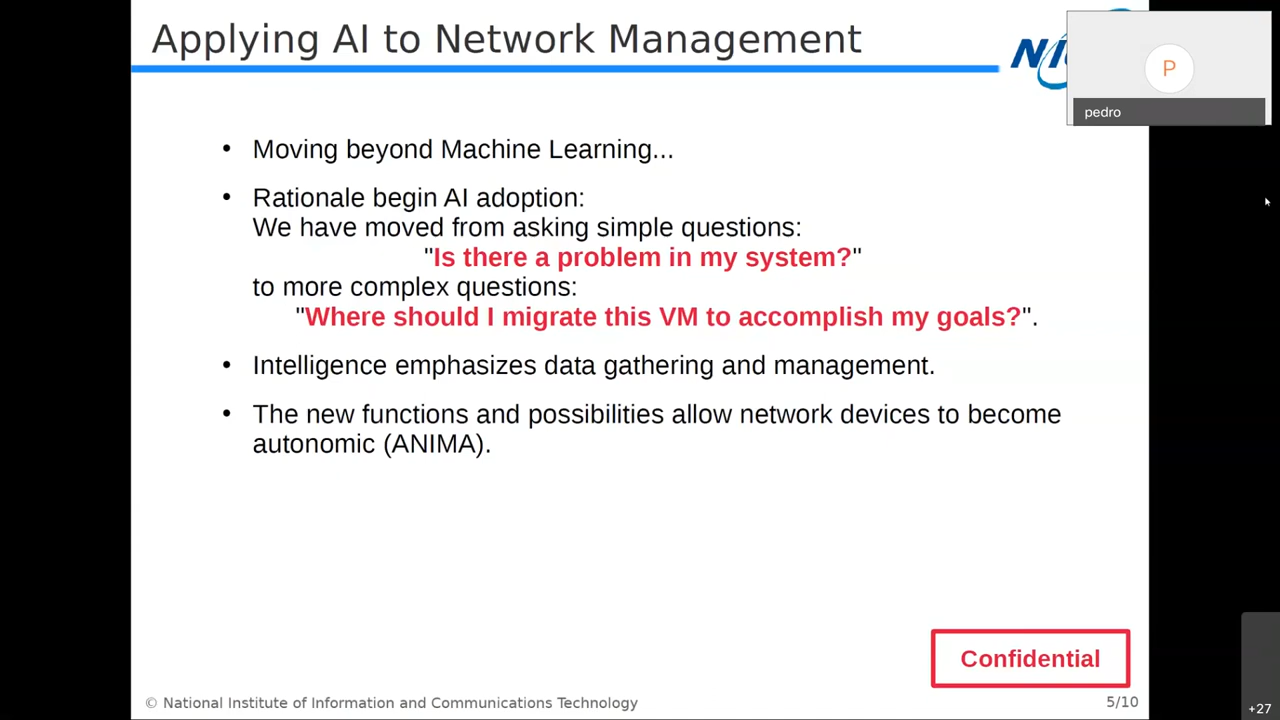 Applying AI to Network Management
P
pedro
• Moving beyond Machine Learning...
• Rationale begin AI adoption:
We have moved from asking simple questions:
"Is there a problem in my system?"
to more complex questions:
"Where should I migrate this VM to accomplish my goals?".
• Intelligence emphasizes data gathering and management.
• The new functions and possibilities allow network devices to become
autonomic (ANIMA).
Confidential
© National Institute of Information and Communications Technology
5/10
+27